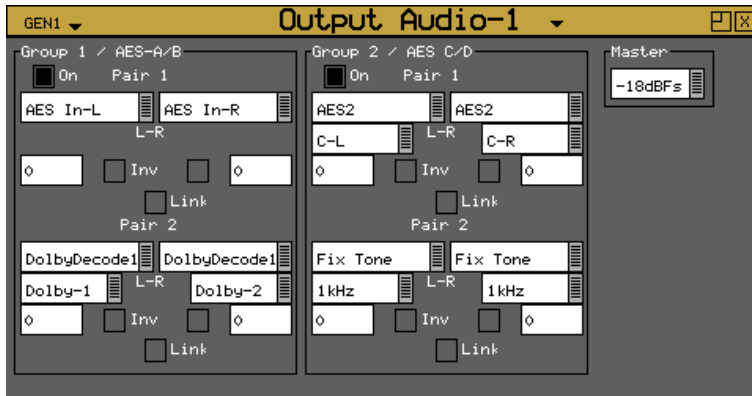 GEN1 Output Audio-1
Group 1 / AES-A/B
On Pair 1
AES In-L AES In-R
L-R
0 Inv 0
Link
Pair 2
DolbyDecode1 DolbyDecode1
Dolby-1 L-R Dolby-2
0 Inv 0
Link
Group 2 / AES C/D
On Pair 1
AES2 AES2
C-L L-R C-R
0 Inv 0
Link
Pair 2
Fix Tone Fix Tone
1kHz L-R 1kHz
0 Inv 0
Link
Master
-18dBFs